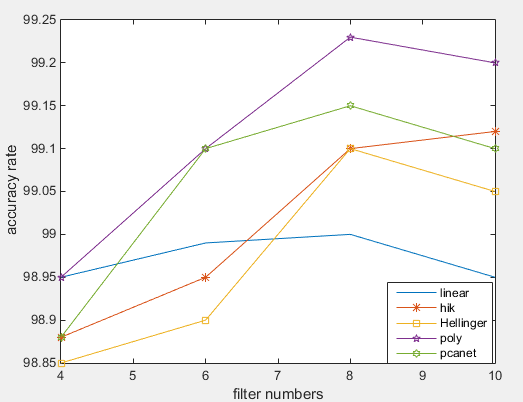 99.25
99.2
99.15
99.1
99.05
99
98.95
98.9
98.85
accuracy rate
4 5 6 7 8 9 10
filter numbers
linear
hik
Hellinger
poly
pcanet